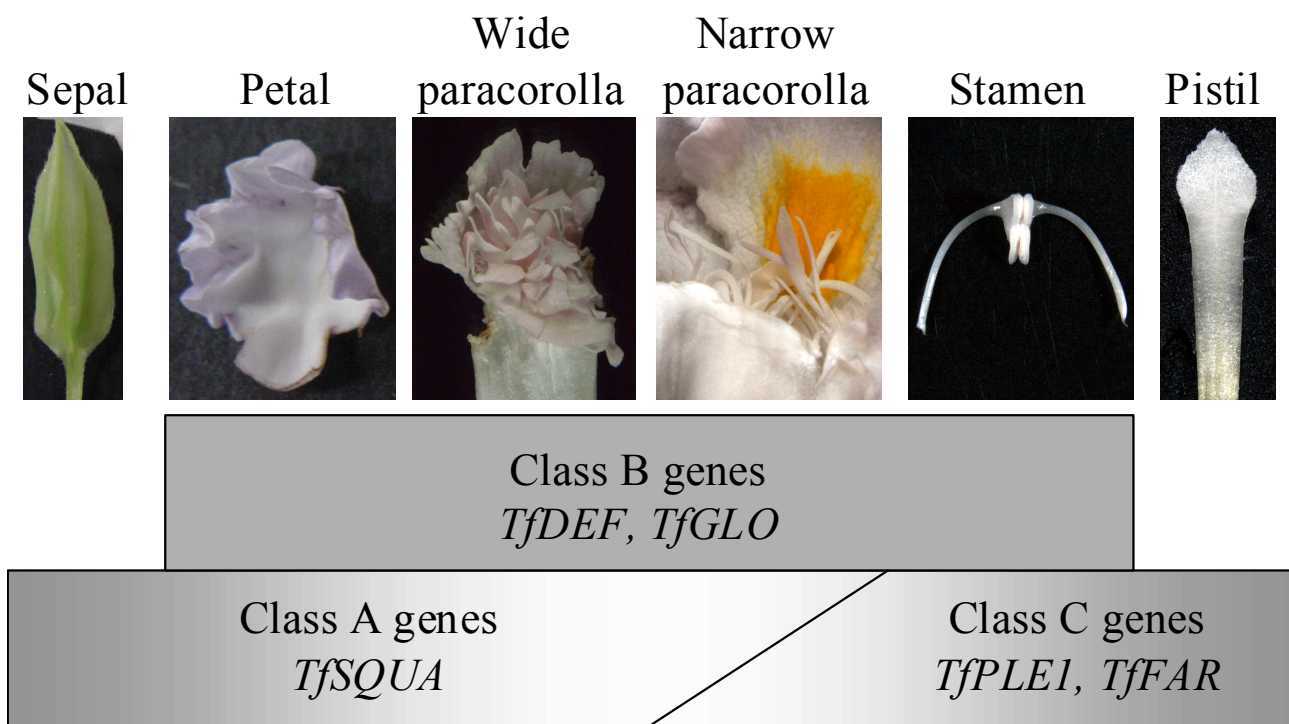 Sepal
Petal
Wide
paracorolla
Narrow
paracorolla
Stamen
Pistil
Class B genes
TfDEF, TfGLO
Class A genes
TfSQUA
Class C genes
TfPLE1, TfFAR